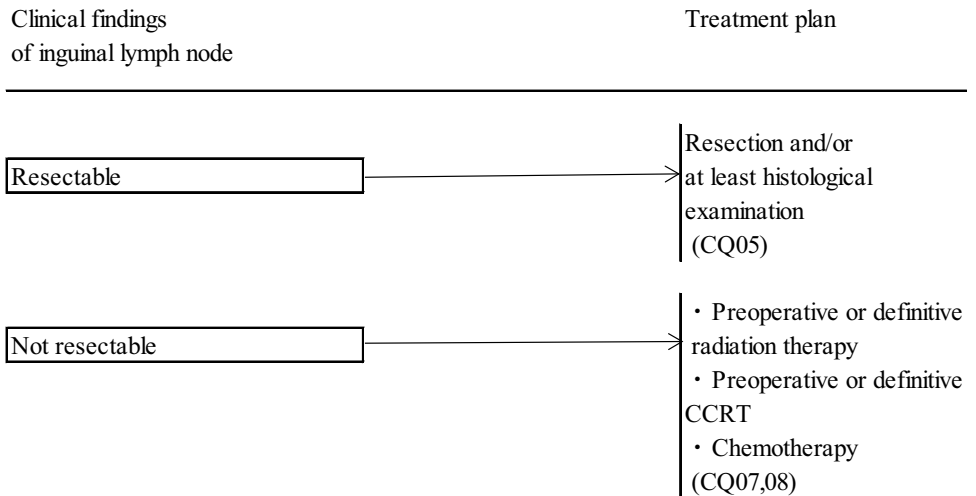 Clinical findings
of inguinal lymph node
Treatment plan
Resectable
Resection and/or
at least histological
examination
(CQ05)
Not resectable
・Preoperative or definitive
radiation therapy
・Preoperative or definitive
CCRT
・Chemotherapy
(CQ07,08)